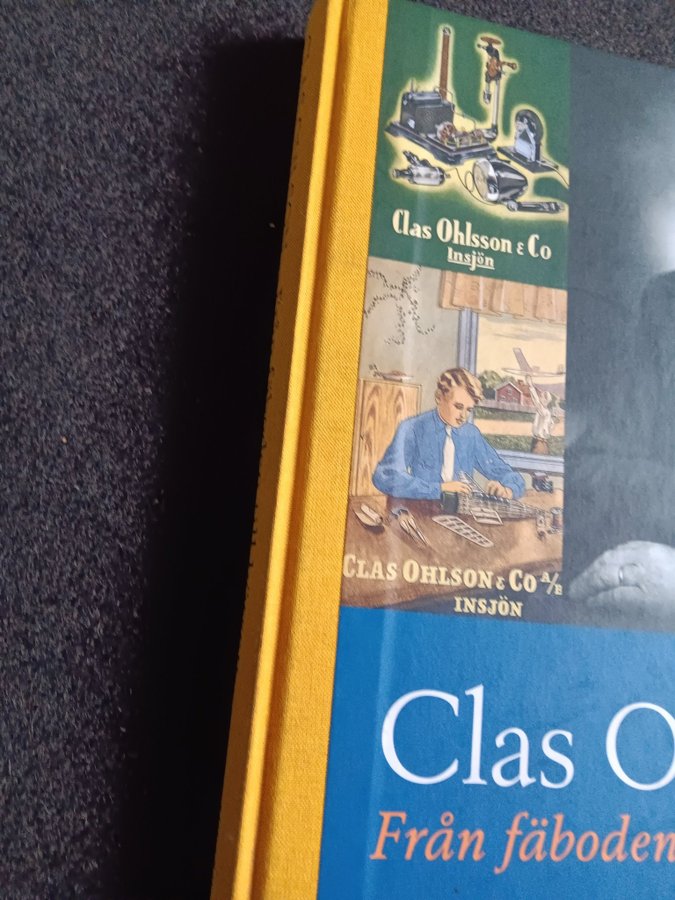 Clas Ohlsson & Co
Insjön
CLAS OHLSON & CO A/B
INSJÖN
Clas O
Från fäboden